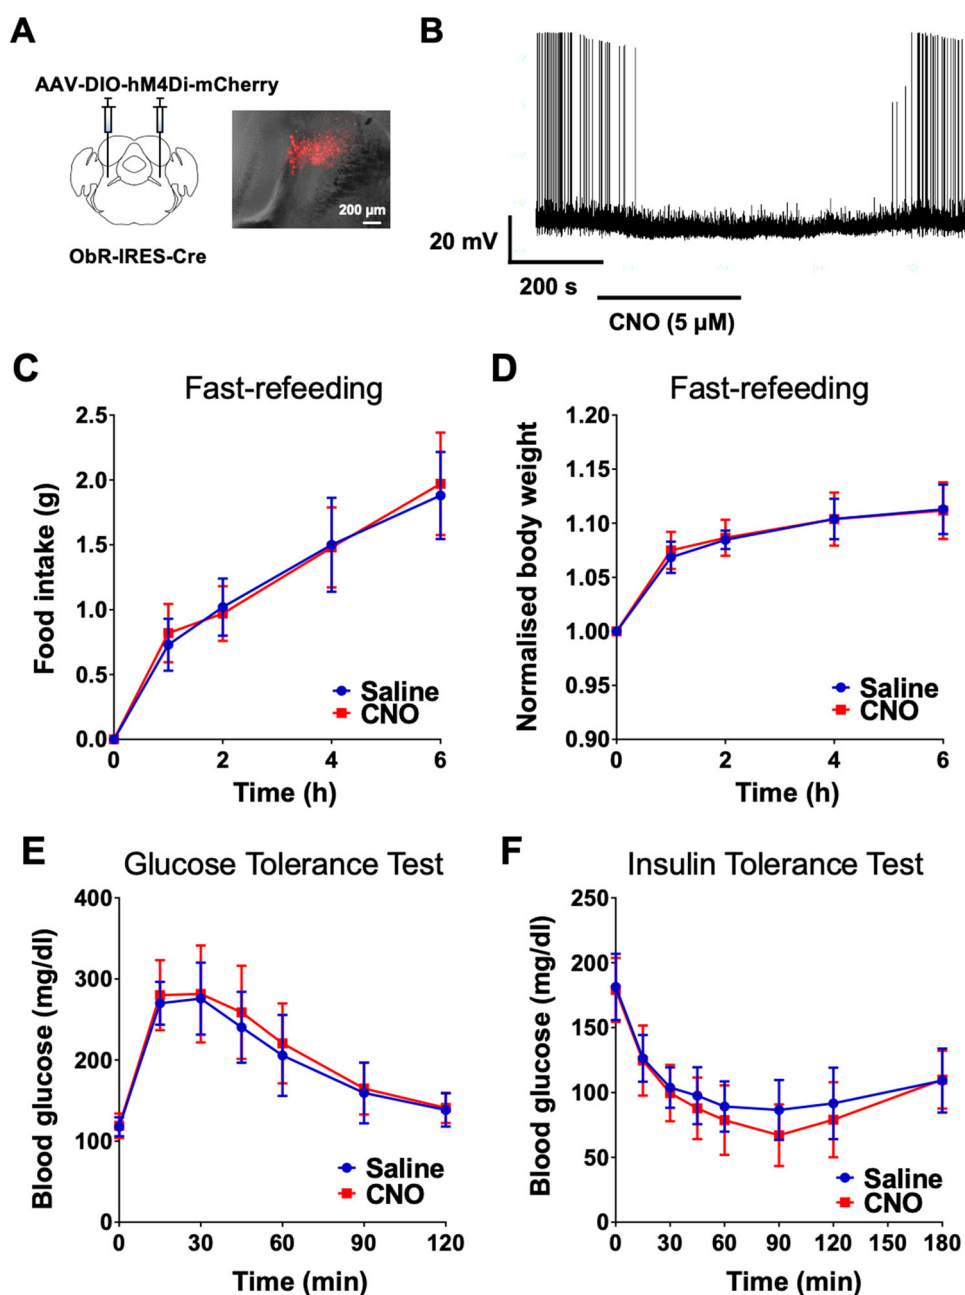 A
AAV-DIO-hM4Di-mCherry
200 µm
ObR-IRES-Cre
B
20 mV
200 s
CNO (5 µM)
C
Fast-refeeding
Food intake (g)
2.5
2.0
1.5
1.0
0.5
0.0
0
2
4
6
Time (h)
Saline
CNO
D
Fast-refeeding
Normalised body weight
1.20
1.15
1.10
1.05
1.00
0.95
0.90
0
2
4
6
Time (h)
Saline
CNO
E
Glucose Tolerance Test
Blood glucose (mg/dl)
400
300
200
100
0
0
30
60
90
120
Time (min)
Saline
CNO
F
Insulin Tolerance Test
Blood glucose (mg/dl)
250
200
150
100
50
0
0
30
60
90
120
150
180
Time (min)
Saline
CNO